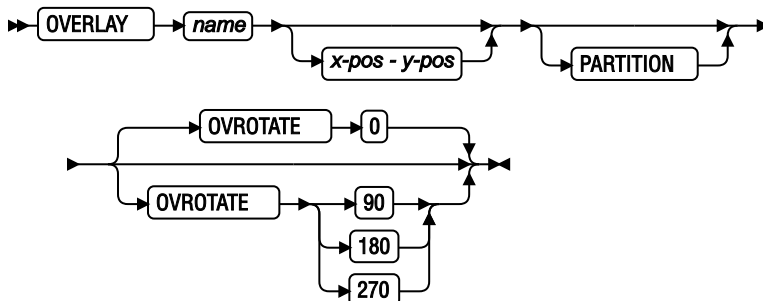 OVERLAY name
x-pos - y-pos PARTITION
OVROTATE 0
OVROTATE 90
180
270